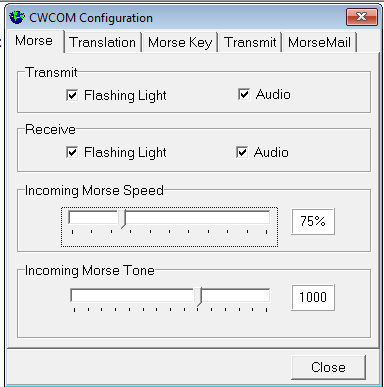 CWCOM Configuration
Morse Translation Morse Key Transmit MorseMail
Transmit
Flashing Light Audio
Receive
Flashing Light Audio
Incoming Morse Speed
75%
Incoming Morse Tone
1000
Close